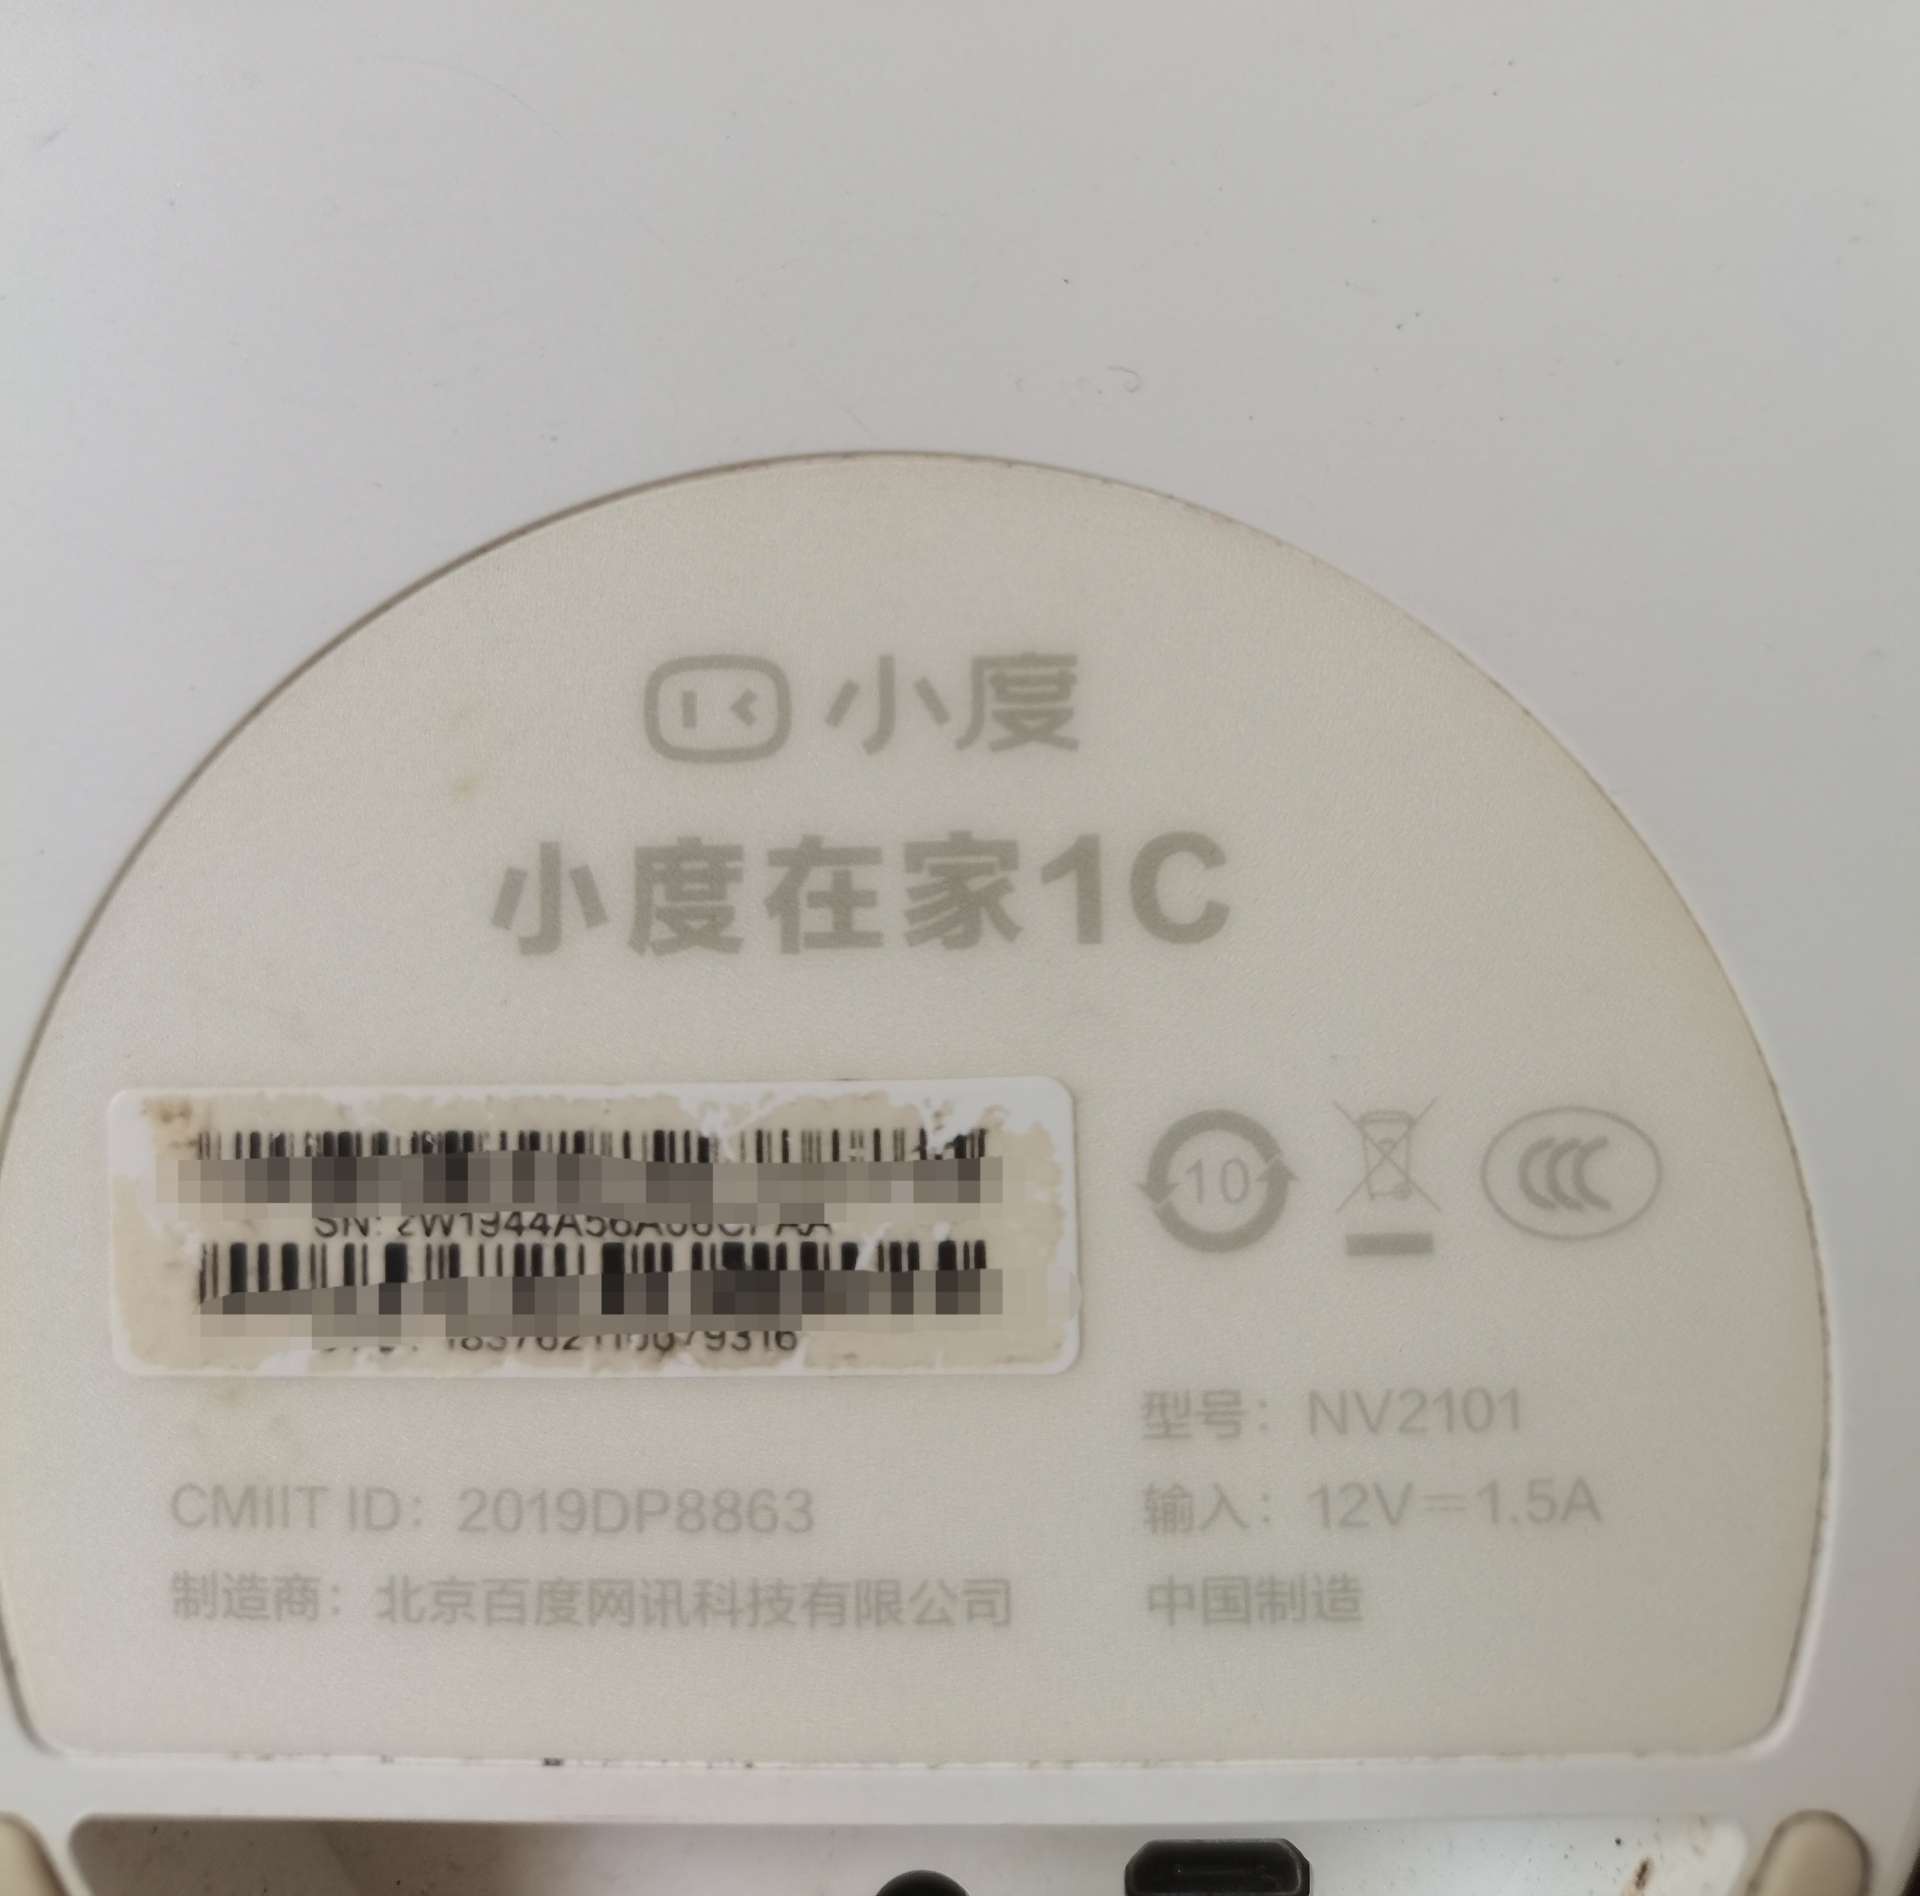 小度
小度在家1C
10
型号：NV2101
CMIIT ID：2019DP8863
输入：12V⎓1.5A
制造商：北京百度网讯科技有限公司
中国制造